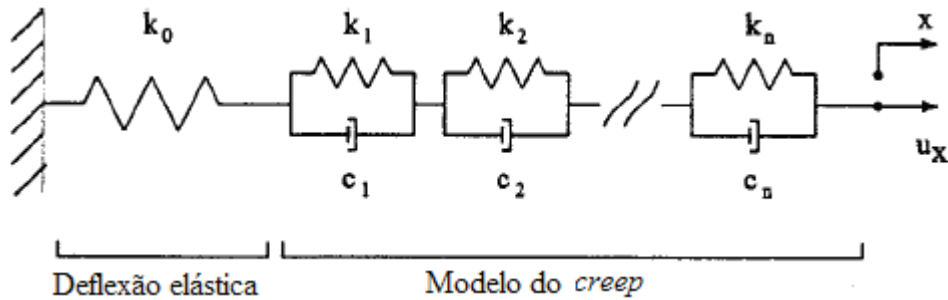 k₀ k₁ k₂ kₙ x
uₓ
c₁ c₂ cₙ
Deflexão elástica Modelo do creep